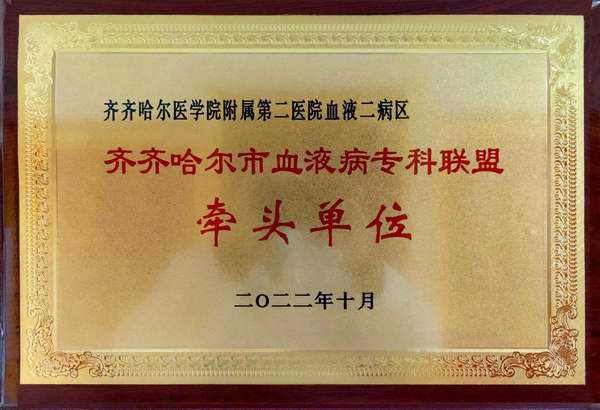 齐齐哈尔医学院附属第二医院血液二病区
齐齐哈尔市血液病专科联盟
牵头单位
二〇二二年十月